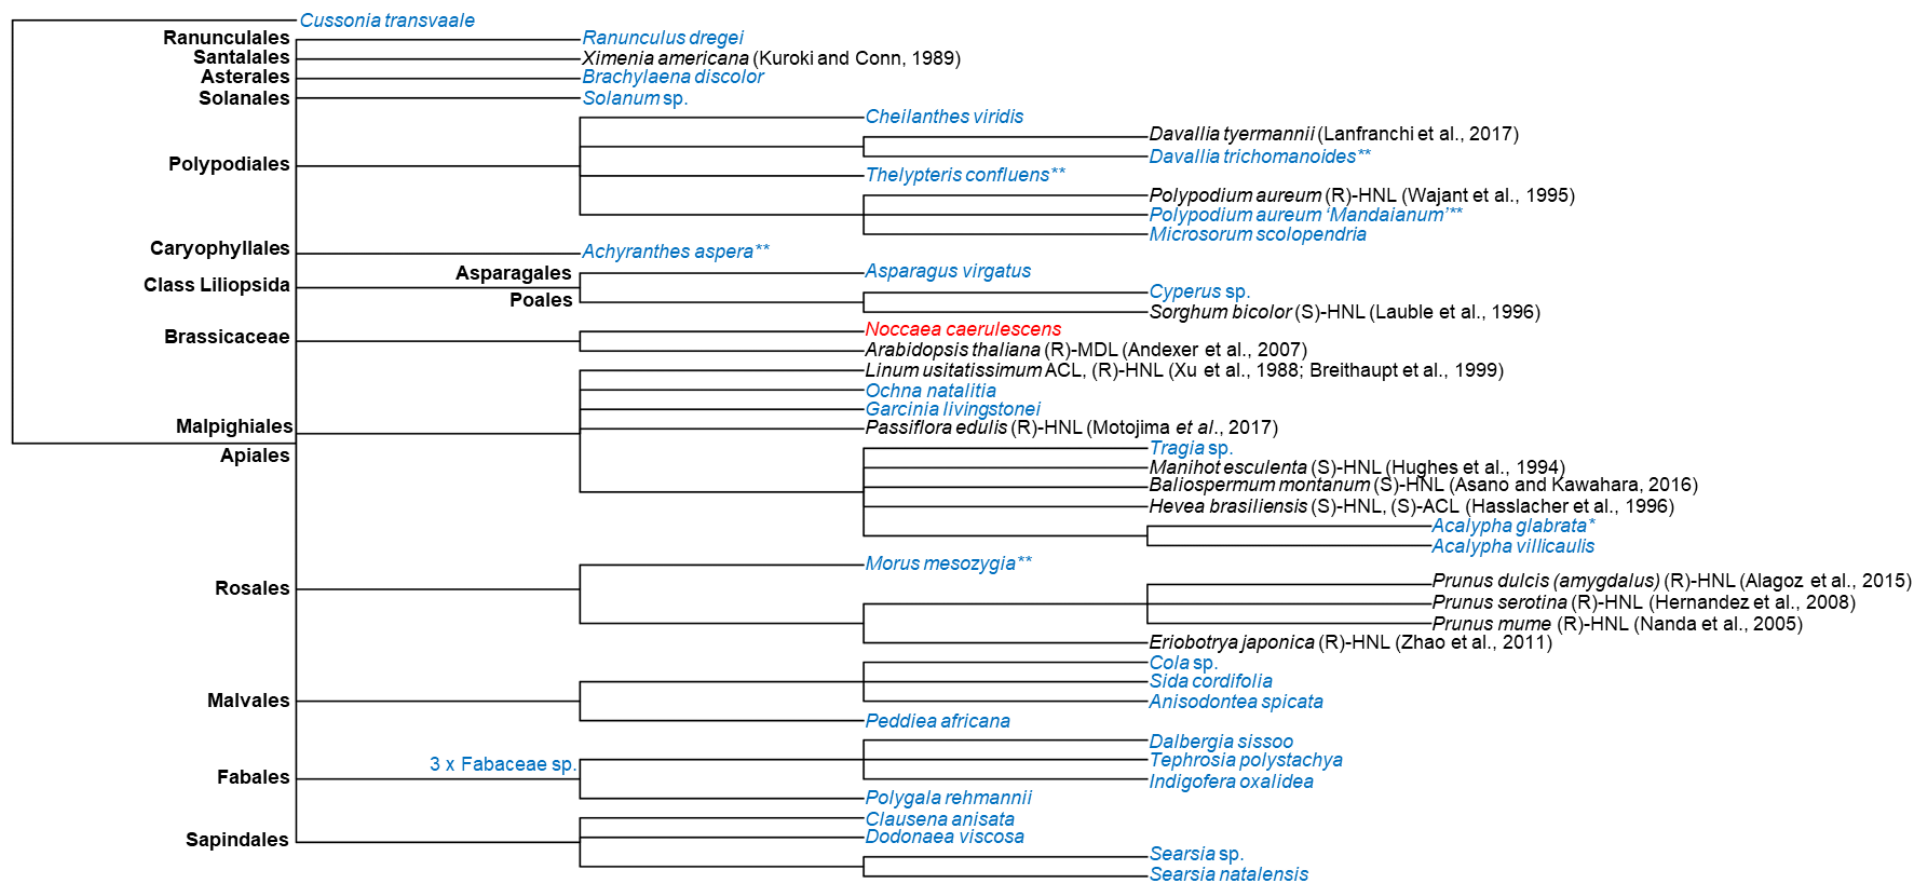 Cussonia transvaale
Ranunculales
Ranunculus dregei
Santalales
Ximenia americana (Kuroki and Conn, 1989)
Asterales
Brachylaena discolor
Solanales
Solanum sp.
Cheilanthes viridis
Davallia tyermannii (Lanfranchi et al., 2017)
Polypodiales
Davallia trichomanoides**
Thelypteris confluens**
Polypodium aureum (R)-HNL (Wajant et al., 1995)
Polypodium aureum ‘Mandaianum’**
Microsorum scolopendria
Caryophyllales
Achyranthes aspera**
Class Liliopsida
Asparagales
Asparagus virgatus
Poales
Cyperus sp.
Sorghum bicolor (S)-HNL (Lauble et al., 1996)
Brassicaceae
Noccaea caerulescens
Arabidopsis thaliana (R)-MDL (Andexer et al., 2007)
Linum usitatissimum ACL, (R)-HNL (Xu et al., 1988; Breithaupt et al., 1999)
Ochna natalitia
Garcinia livingstonei
Malpighiales
Passiflora edulis (R)-HNL (Motojima et al., 2017)
Apiales
Tragia sp.
Manihot esculenta (S)-HNL (Hughes et al., 1994)
Baliospermum montanum (S)-HNL (Asano and Kawahara, 2016)
Hevea brasiliensis (S)-HNL, (S)-ACL (Hasslacher et al., 1996)
Acalypha glabrata*
Acalypha villicaulis
Rosales
Morus mesozygia**
Prunus dulcis (amygdalus) (R)-HNL (Alagoz et al., 2015)
Prunus serotina (R)-HNL (Hernandez et al., 2008)
Prunus mume (R)-HNL (Nanda et al., 2005)
Eriobotrya japonica (R)-HNL (Zhao et al., 2011)
Cola sp.
Malvales
Sida cordifolia
Anisodontea spicata
Peddiea africana
Dalbergia sissoo
Fabales
3 x Fabaceae sp.
Tephrosia polystachya
Indigofera oxalidea
Polygala rehmannii
Clausena anisata
Sapindales
Dodonaea viscosa
Searsia sp.
Searsia natalensis